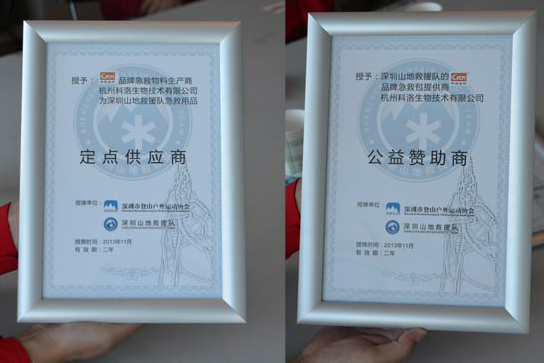 授予：品牌急救物料生产商
杭州科洛生物技术有限公司
为深圳山地救援队急救用品
定点供应商
授牌单位：深圳市登山户外运动协会
深圳山地救援队
授牌时间：2013年11月
有 效 期：二年
授予：深圳山地救援队的
品牌急救包提供商
杭州科洛生物技术有限公司
公益赞助商
授牌单位：深圳市登山户外运动协会
深圳山地救援队
授牌时间：2013年11月
有 效 期：二年